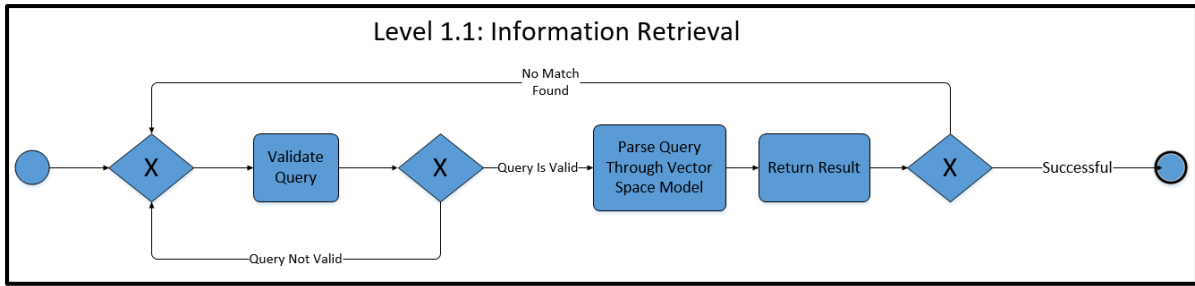 Level 1.1: Information Retrieval
No Match
Found
X
Validate
Query
X
Query Is Valid
Parse Query
Through Vector
Space Model
Return Result
X
Successful
Query Not Valid